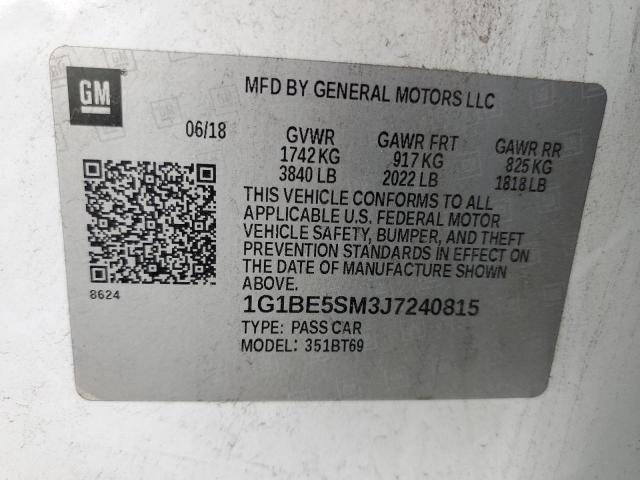 GM
MFD BY GENERAL MOTORS LLC
06/18
GVWR GAWR FRT GAWR RR
1742 KG 917 KG 825 KG
3840 LB 2022 LB 1818 LB
THIS VEHICLE CONFORMS TO ALL
APPLICABLE U.S. FEDERAL MOTOR
VEHICLE SAFETY, BUMPER, AND THEFT
PREVENTION STANDARDS IN EFFECT ON
THE DATE OF MANUFACTURE SHOWN
ABOVE.
8624
1G1BE5SM3J7240815
TYPE: PASS CAR
MODEL: 351BT69